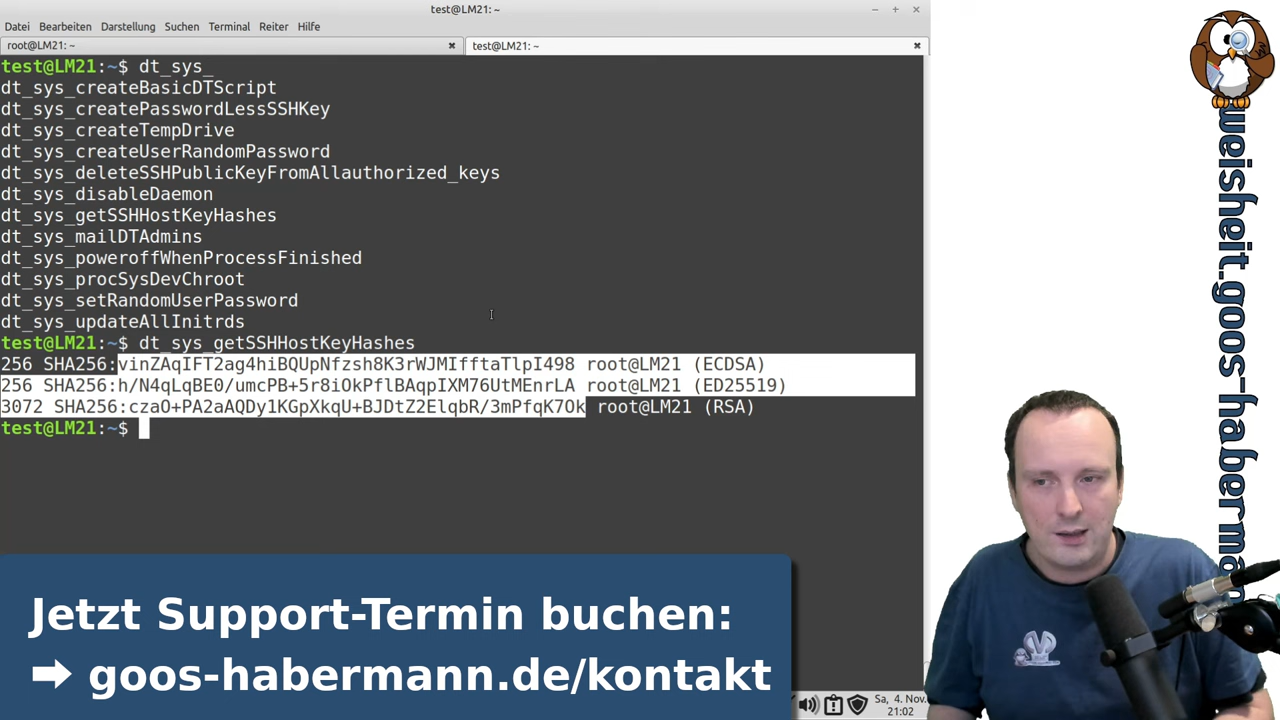 test@LM21: ~
Datei Bearbeiten Darstellung Suchen Terminal Reiter Hilfe
root@LM21: ~
test@LM21: ~
test@LM21:~$ dt_sys_
dt_sys_createBasicDTScript
dt_sys_createPasswordLessSSHKey
dt_sys_createTempDrive
dt_sys_createUserRandomPassword
dt_sys_deleteSSHPublicKeyFromAllauthorized_keys
dt_sys_disableDaemon
dt_sys_getSSHHostKeyHashes
dt_sys_mailDTAdmins
dt_sys_poweroffWhenProcessFinished
dt_sys_procSysDevChroot
dt_sys_setRandomUserPassword
dt_sys_updateAllInitrds
test@LM21:~$ dt_sys_getSSHHostKeyHashes
256 SHA256:vinZAqIFT2ag4hiBQUpNfzsh8K3rWJMIfftaTlpI498 root@LM21 (ECDSA)
256 SHA256:h/N4qLqBE0/umcPB+5r8iOkPflBAqpIXM76UtMEnrLA root@LM21 (ED25519)
3072 SHA256:czaO+PA2aAQDy1KGpXkqU+BJDtZ2ElqbR/3mPfqK7Ok root@LM21 (RSA)
test@LM21:~$
Jetzt Support-Termin buchen:
➡ goos-habermann.de/kontakt
Sa, 4. Nov.
21:02
weisheit.goos-haberman